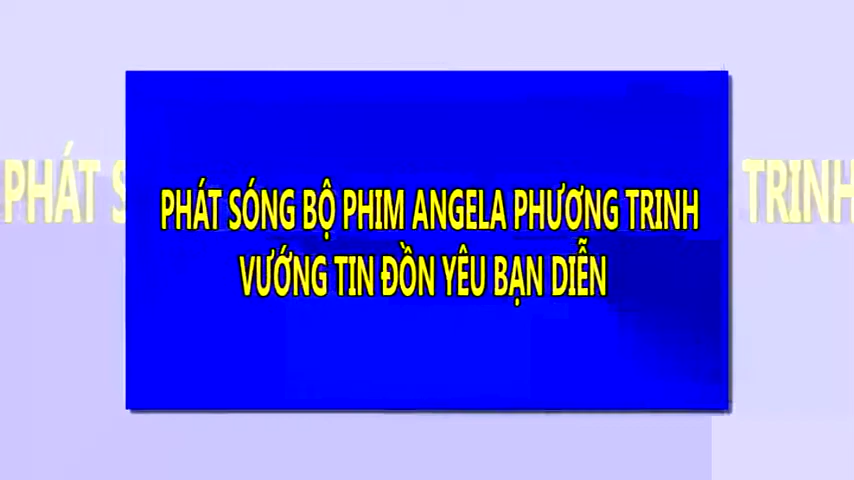 PHÁT SÓNG BỘ PHIM ANGELA PHƯƠNG TRINH
VƯỚNG TIN ĐỒN YÊU BẠN DIỄN